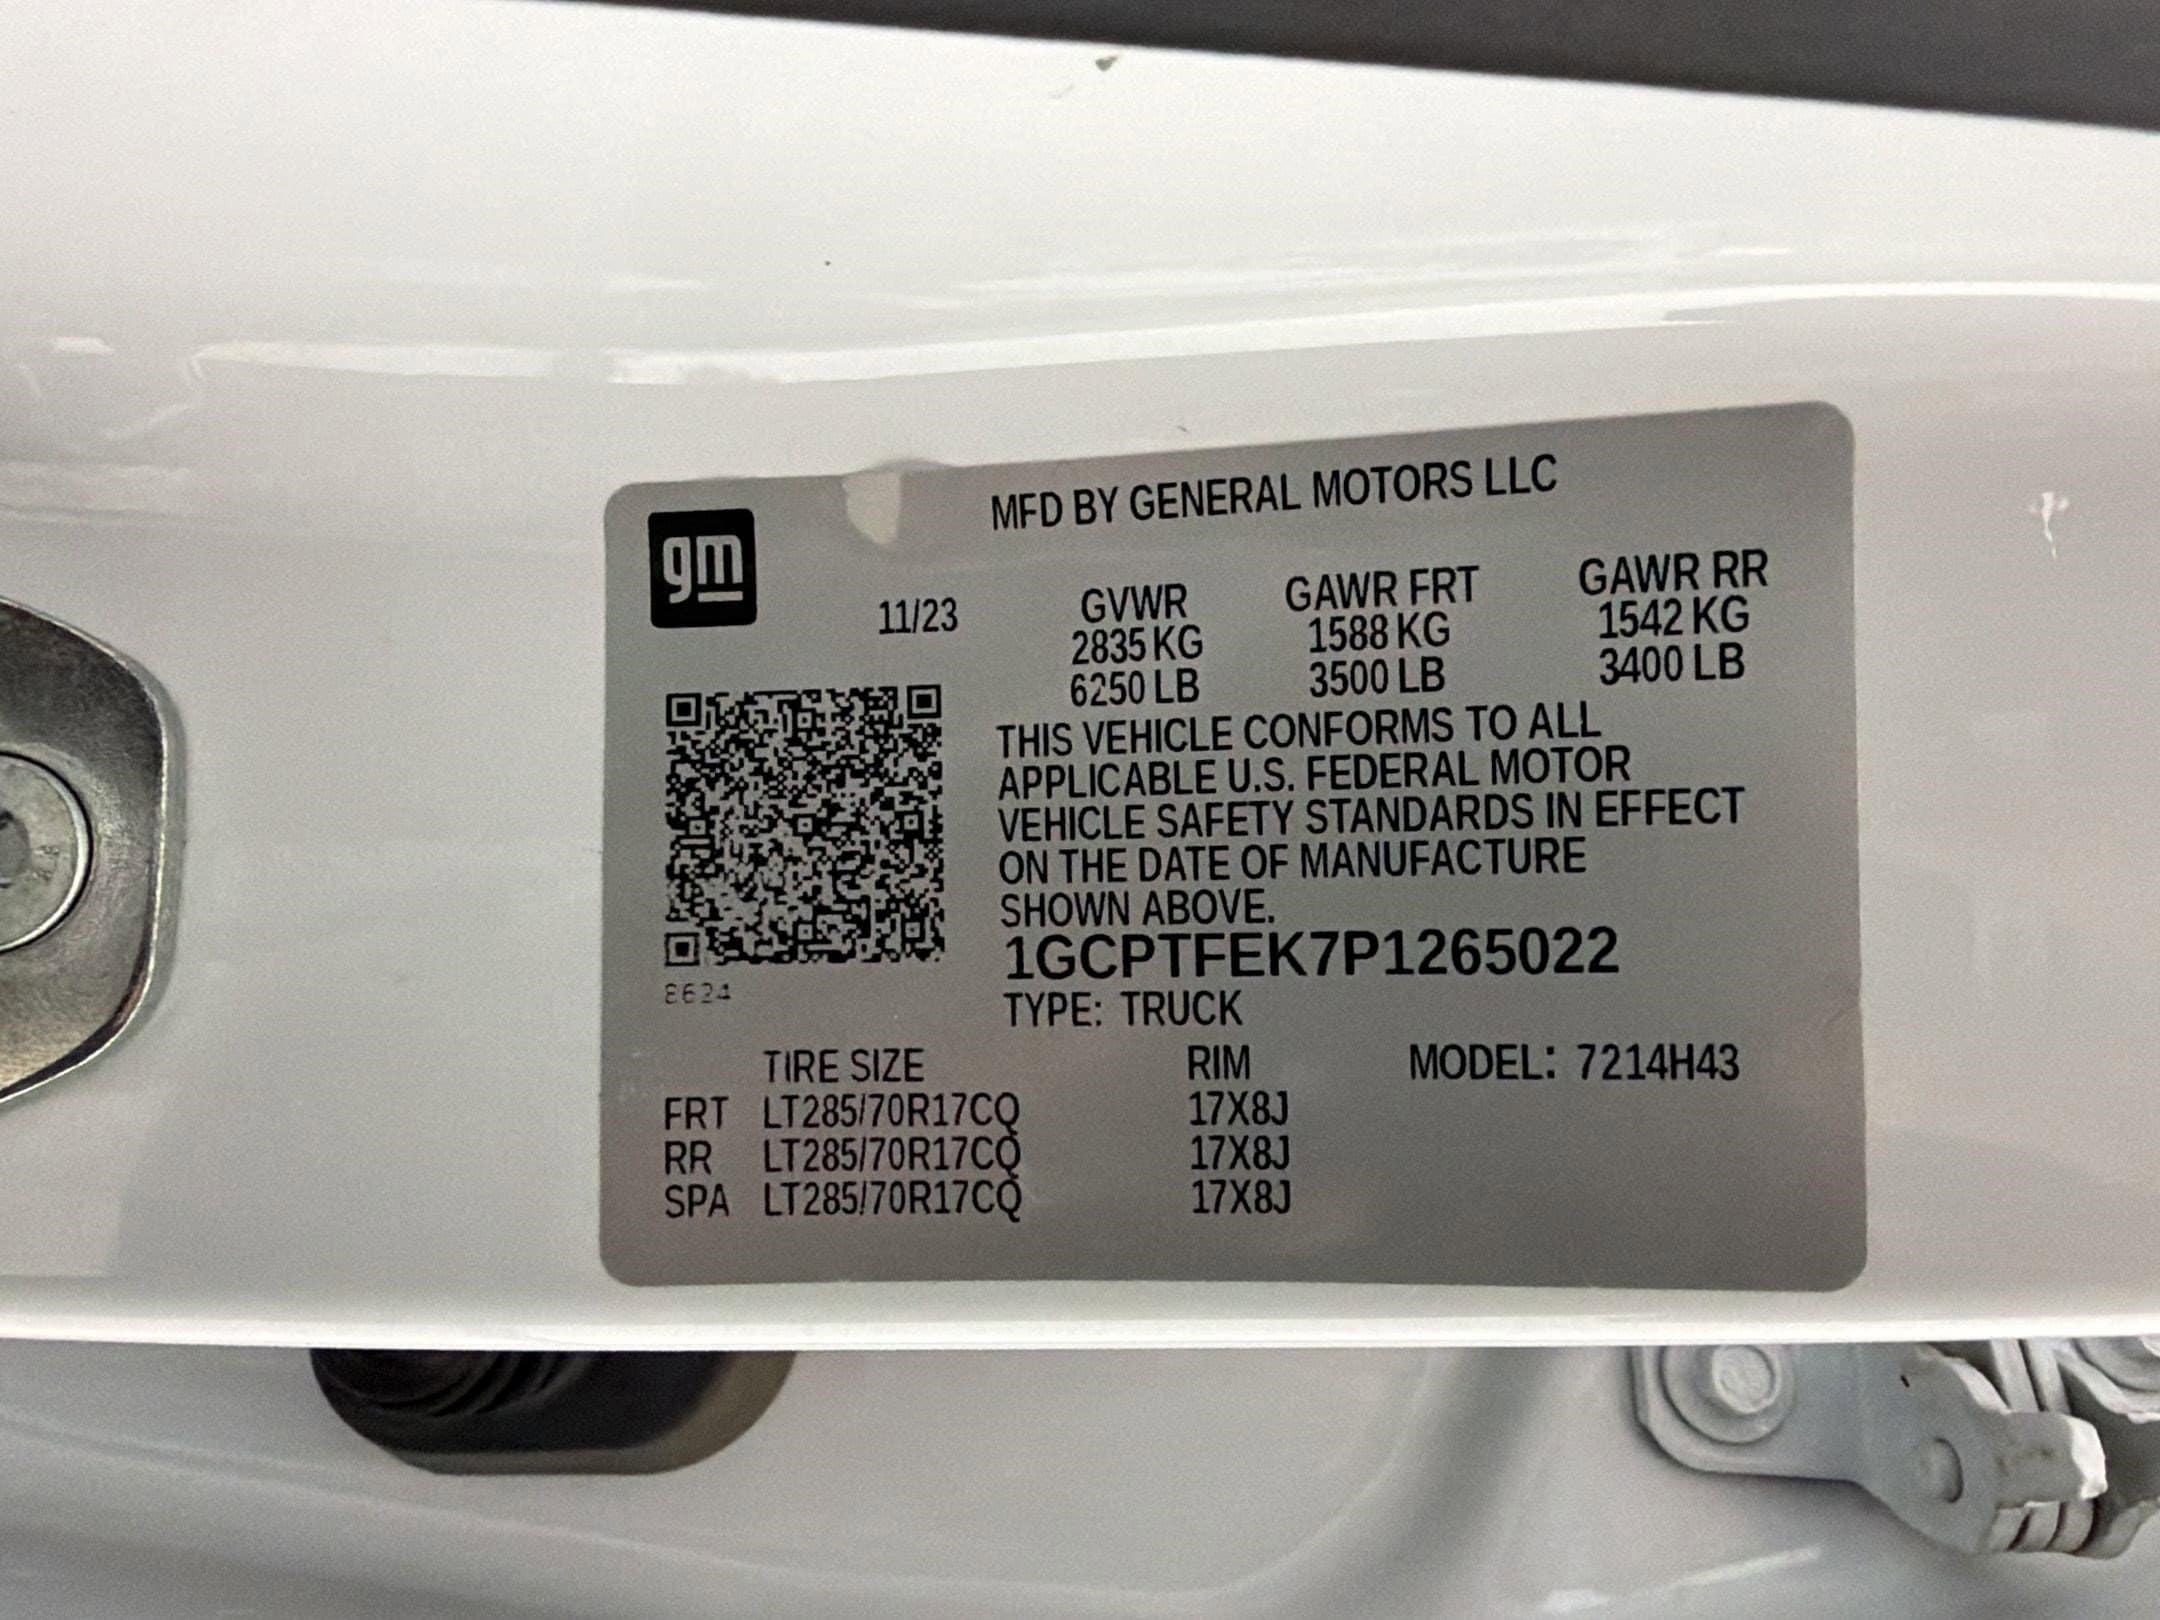 MFD BY GENERAL MOTORS LLC
gm
11/23
GVWR GAWR FRT GAWR RR
2835 KG 1588 KG 1542 KG
6250 LB 3500 LB 3400 LB
THIS VEHICLE CONFORMS TO ALL
APPLICABLE U.S. FEDERAL MOTOR
VEHICLE SAFETY STANDARDS IN EFFECT
ON THE DATE OF MANUFACTURE
SHOWN ABOVE.
1GCPTFEK7P1265022
8624
TYPE: TRUCK
TIRE SIZE RIM MODEL: 7214H43
FRT LT285/70R17CQ 17X8J
RR LT285/70R17CQ 17X8J
SPA LT285/70R17CQ 17X8J